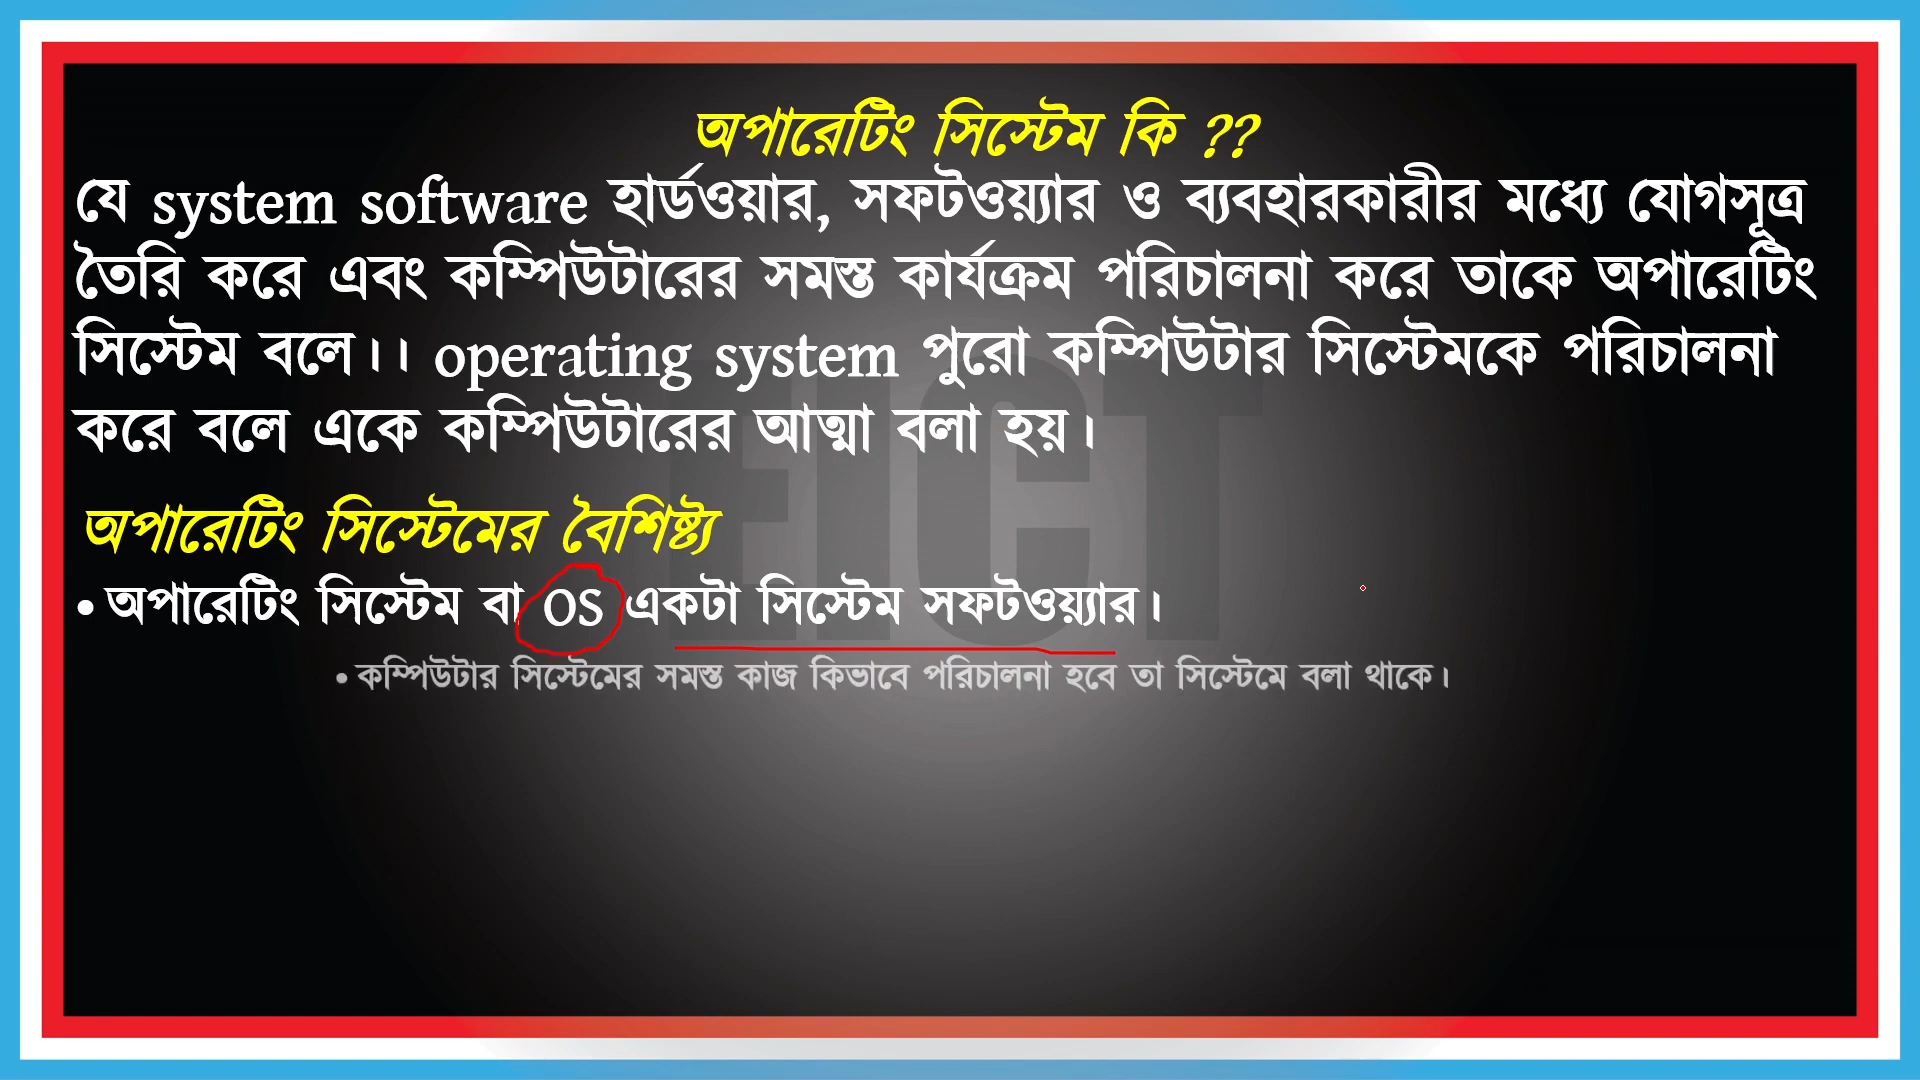 অপারেটিং সিস্টেম কি ??
যে system software হার্ডওয়ার, সফটওয়্যার ও ব্যবহারকারীর মধ্যে যোগসূত্র
তৈরি করে এবং কম্পিউটারের সমস্ত কার্যক্রম পরিচালনা করে তাকে অপারেটিং
সিস্টেম বলে।। operating system পুরো কম্পিউটার সিস্টেমকে পরিচালনা
করে বলে একে কম্পিউটারের আত্মা বলা হয়।
EICT
অপারেটিং সিস্টেমের বৈশিষ্ট্য
• অপারেটিং সিস্টেম বা OS একটা সিস্টেম সফটওয়্যার।
• কম্পিউটার সিস্টেমের সমস্ত কাজ কিভাবে পরিচালনা হবে তা সিস্টেমে বলা থাকে।